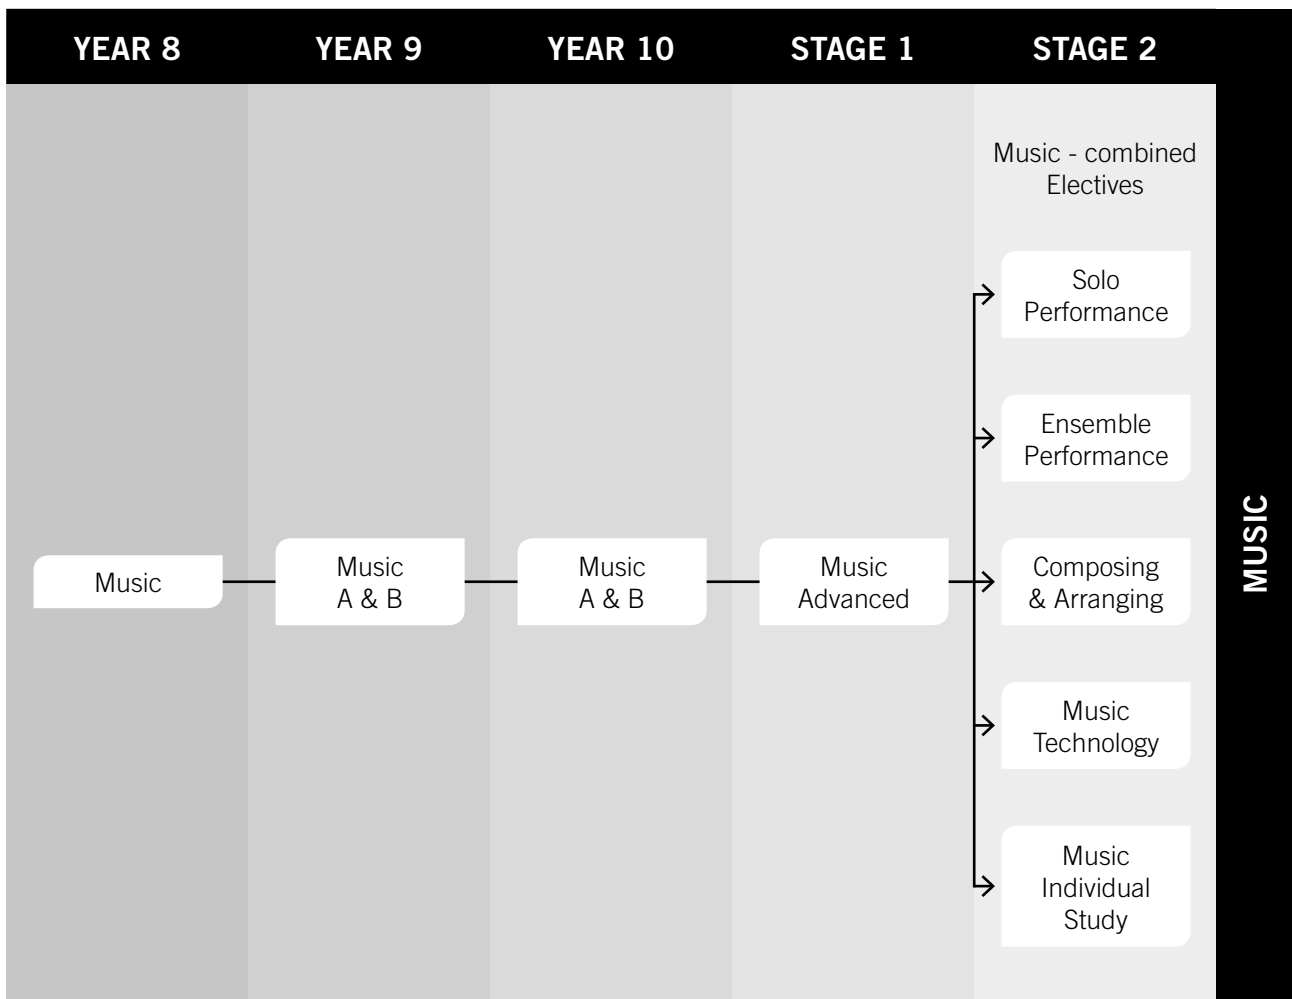 YEAR 8
YEAR 9
YEAR 10
STAGE 1
STAGE 2
Music - combined
Electives
Solo
Performance
Ensemble
Performance
Music
Music
A & B
Music
A & B
Music
Advanced
Composing
& Arranging
Music
Technology
Music
Individual
Study
MUSIC